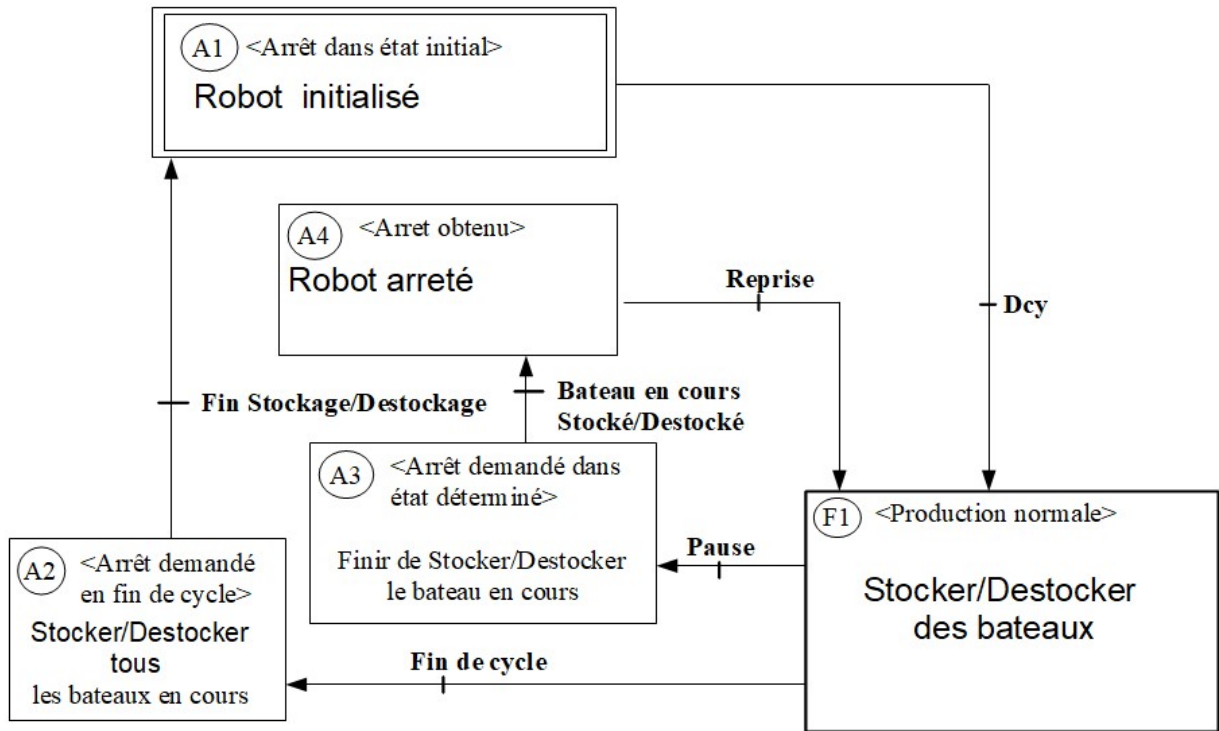 A1 <Arrêt dans état initial>
Robot initialisé
A4 <Arret obtenu>
Robot arreté
Reprise
Dcy
Fin Stockage/Destockage
Bateau en cours
Stocké/Destocké
A3 <Arrêt demandé dans
état déterminé>
Finir de Stocker/Destocker
le bateau en cours
Pause
F1 <Production normale>
Stocker/Destocker
des bateaux
A2 <Arrêt demandé
en fin de cycle>
Stocker/Destocker
tous
les bateaux en cours
Fin de cycle